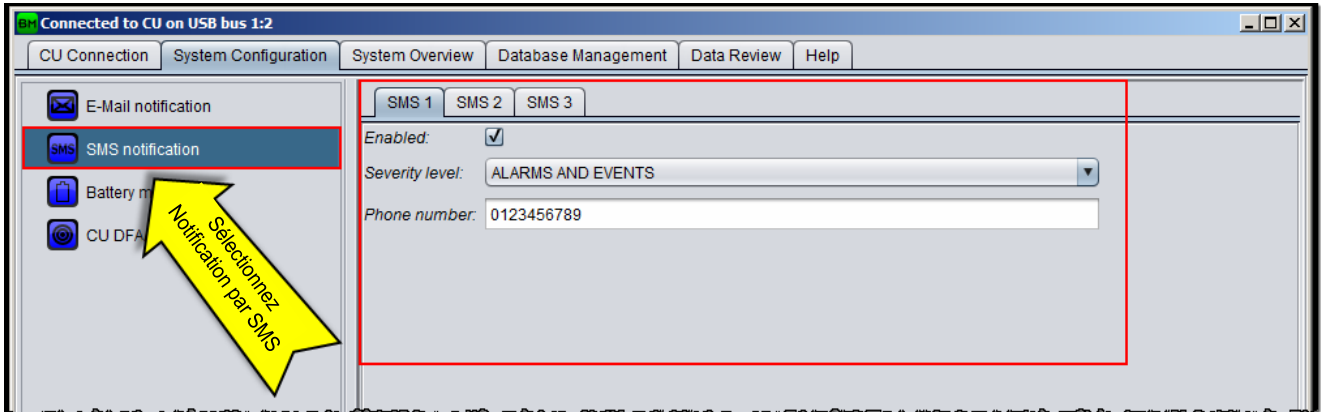 BM Connected to CU on USB bus 1:2
CU Connection System Configuration System Overview Database Management Data Review Help
E-Mail notification
SMS SMS notification
Battery
CU DFA
SMS 1 SMS 2 SMS 3
Enabled:
Severity level: ALARMS AND EVENTS
Phone number: 0123456789
Sélectionnez
Notification par SMS